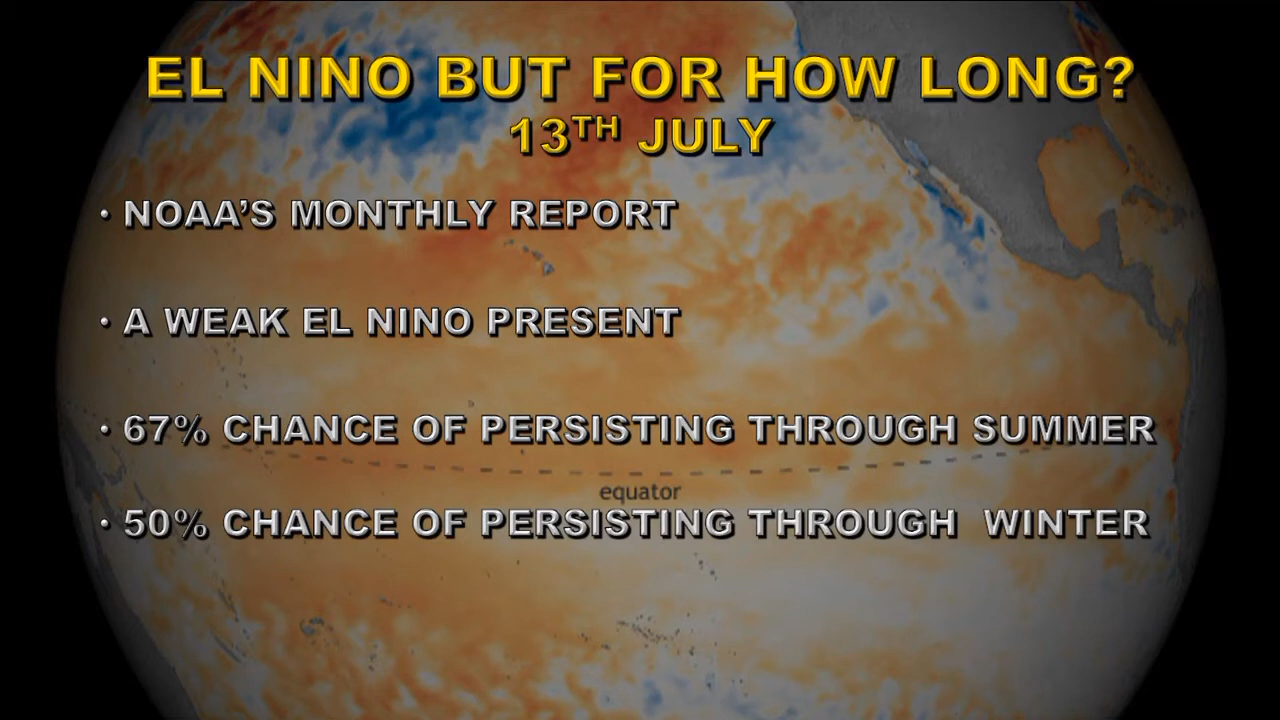 EL NINO BUT FOR HOW LONG?
13TH JULY
• NOAA’S MONTHLY REPORT
• A WEAK EL NINO PRESENT
• 67% CHANCE OF PERSISTING THROUGH SUMMER
equator
• 50% CHANCE OF PERSISTING THROUGH WINTER